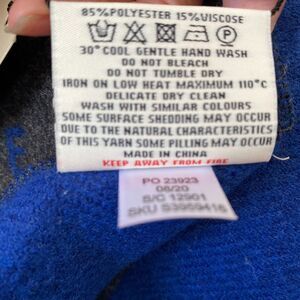 85%POLYESTER 15%VISCOSE
30° COOL GENTLE HAND WASH
DO NOT BLEACH
DO NOT TUMBLE DRY
IRON ON LOW HEAT MAXIMUM 110°C
DELICATE DRY CLEAN
WASH WITH SIMILAR COLOURS
SOME SURFACE SHEDDING MAY OCCUR
DUE TO THE NATURAL CHARACTERISTICS
OF THIS YARN SOME PILLING MAY OCCUR
MADE IN CHINA
KEEP AWAY FROM FIRE
PO 23923
08/20
S/C 12901
SKU S3959416